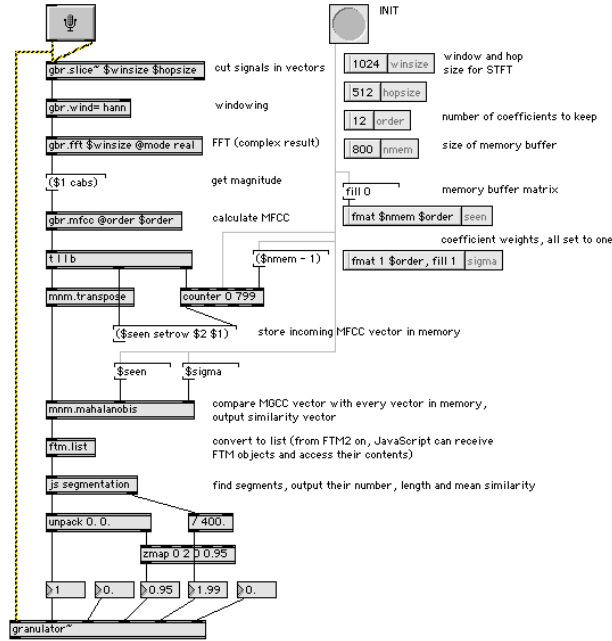 INIT
gbr.slice~ $winsize $hopsize
cut signals in vectors
1024 winsize
window and hop
size for STFT
512 hopsize
gbr.wind= hann
windowing
12 order
number of coefficients to keep
gbr.fft $winsize @mode real
FFT (complex result)
800 nmem
size of memory buffer
($1 cabs)
get magnitude
fill 0
memory buffer matrix
gbr.mfcc @order $order
calculate MFCC
fmat $nmem $order seen
coefficient weights, all set to one
t l l b
($nmem - 1)
fmat 1 $order, fill 1 sigma
mnm.transpose
counter 0 799
($seen setrow $2 $1)
store incoming MFCC vector in memory
$seen
$sigma
mnm.mahalanobis
compare MGCC vector with every vector in memory,
output similarity vector
ftm.list
convert to list (from FTM2 on, JavaScript can receive
FTM objects and access their contents)
js segmentation
find segments, output their number, length and mean similarity
unpack 0. 0.
/ 400.
zmap 0 2 0 0.95
1
0.
0.95
1.99
0.
granulator~